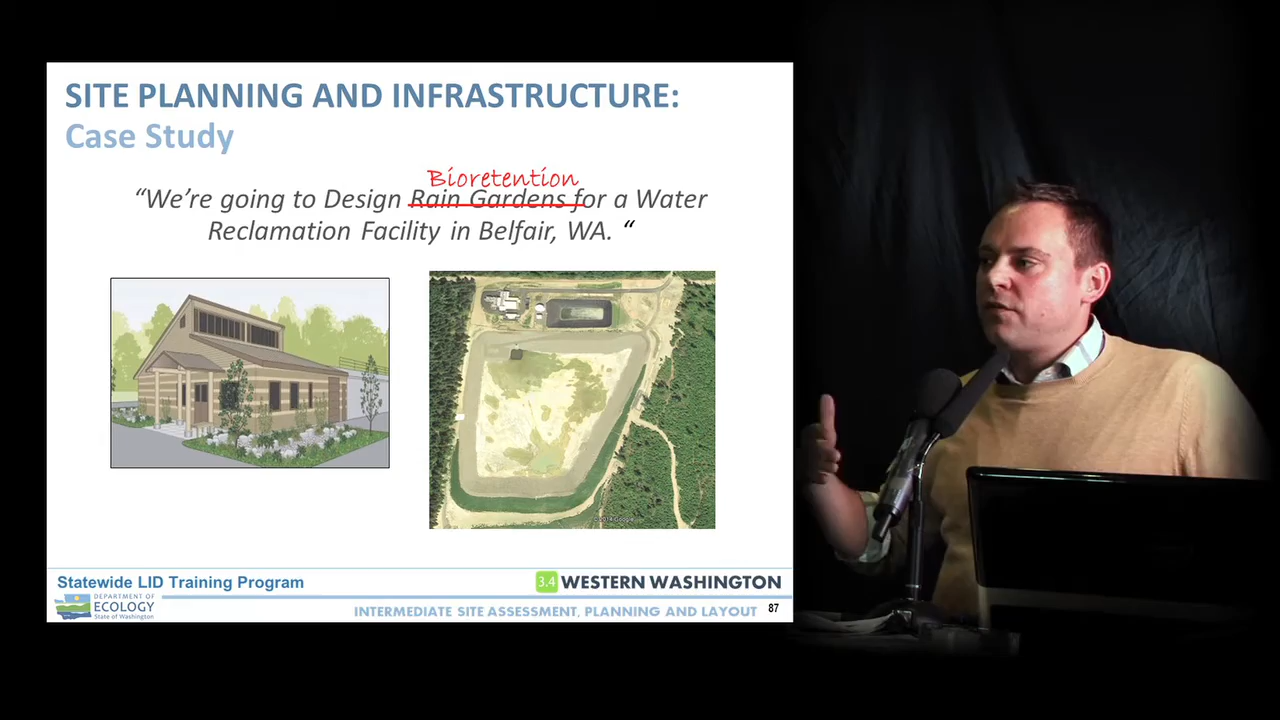 SITE PLANNING AND INFRASTRUCTURE:
Case Study
Bioretention
“We’re going to Design Rain Gardens for a Water
Reclamation Facility in Belfair, WA. “
©2014 Google
Statewide LID Training Program
3.4 WESTERN WASHINGTON
DEPARTMENT OF
ECOLOGY
State of Washington
INTERMEDIATE SITE ASSESSMENT, PLANNING AND LAYOUT 87